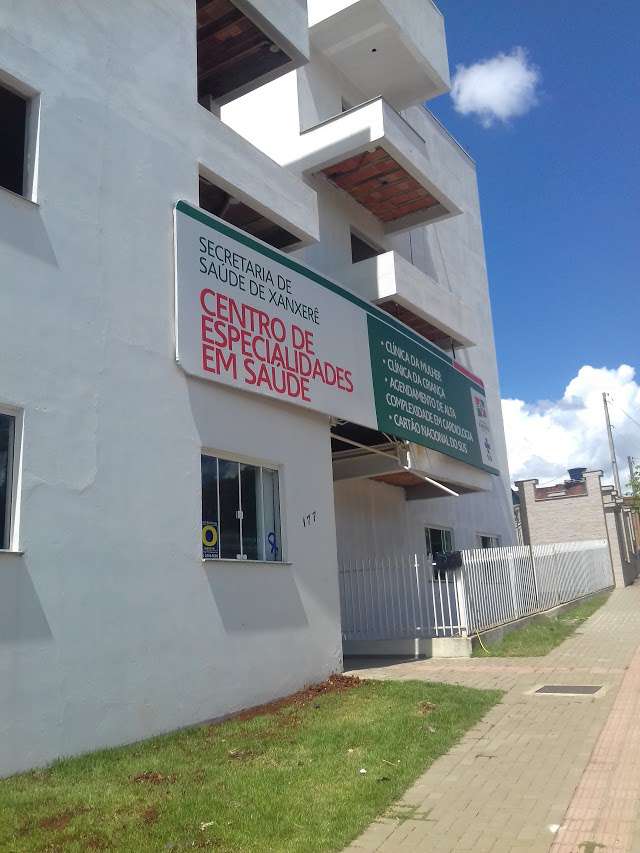 SECRETARIA DE
SAÚDE DE XANXERÊ
CENTRO DE
ESPECIALIDADES
EM SAÚDE
• CLÍNICA DA MULHER
• CLÍNICA DA CRIANÇA
• AGENDAMENTO DE ALTA
COMPLEXIDADE EM CARDIOLOGIA
• CARTÃO NACIONAL DO SUS
177